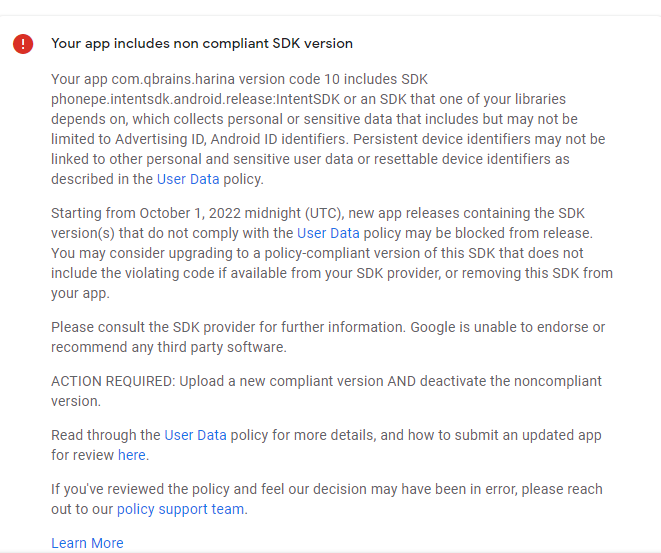 Your app includes non compliant SDK version
Your app com.qbrains.harina version code 10 includes SDK
phonepe.intentsdk.android.release:IntentSDK or an SDK that one of your libraries
depends on, which collects personal or sensitive data that includes but may not be
limited to Advertising ID, Android ID identifiers. Persistent device identifiers may not be
linked to other personal and sensitive user data or resettable device identifiers as
described in the User Data policy.
Starting from October 1, 2022 midnight (UTC), new app releases containing the SDK
version(s) that do not comply with the User Data policy may be blocked from release.
You may consider upgrading to a policy-compliant version of this SDK that does not
include the violating code if available from your SDK provider, or removing this SDK from
your app.
Please consult the SDK provider for further information. Google is unable to endorse or
recommend any third party software.
ACTION REQUIRED: Upload a new compliant version AND deactivate the noncompliant
version.
Read through the User Data policy for more details, and how to submit an updated app
for review here.
If you've reviewed the policy and feel our decision may have been in error, please reach
out to our policy support team.
Learn More